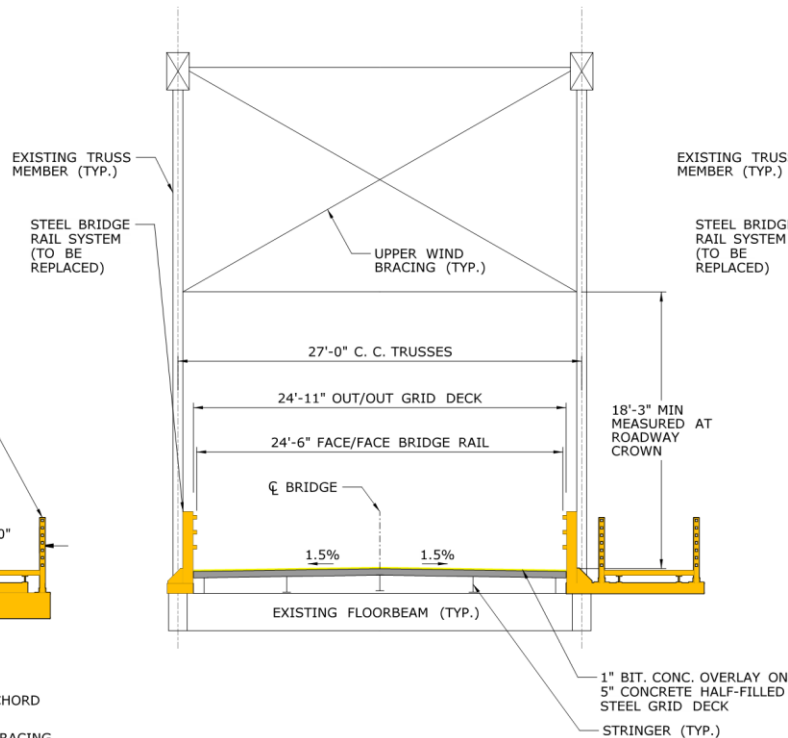 EXISTING TRUSS
MEMBER (TYP.)
STEEL BRIDGE
RAIL SYSTEM
(TO BE
REPLACED)
UPPER WIND
BRACING (TYP.)
EXISTING TRUS
MEMBER (TYP.)
STEEL BRIDG
RAIL SYSTEM
(TO BE
REPLACED)
27'-0" C. C. TRUSSES
24'-11" OUT/OUT GRID DECK
24'-6" FACE/FACE BRIDGE RAIL
18'-3" MIN
MEASURED AT
ROADWAY
CROWN
℄ BRIDGE
0"
1.5%
1.5%
EXISTING FLOORBEAM (TYP.)
1" BIT. CONC. OVERLAY ON
5" CONCRETE HALF-FILLED
STEEL GRID DECK
STRINGER (TYP.)
CHORD
RACING